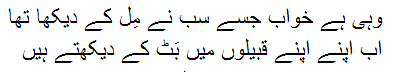 وہی ہے خواب جسے سب نے مِل کے دیکھا تھا
اب اپنے اپنے قبیلوں میں بَٹ کے دیکھتے ہیں